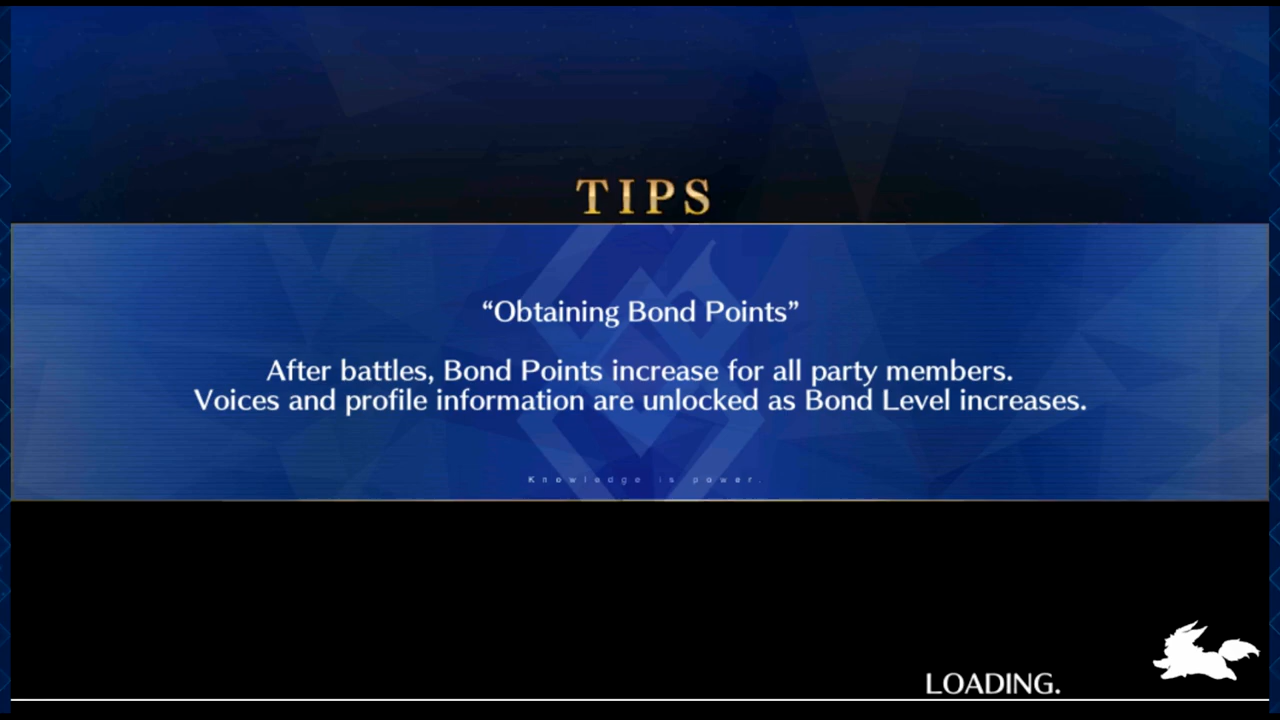 TIPS
“Obtaining Bond Points”
After battles, Bond Points increase for all party members.
Voices and profile information are unlocked as Bond Level increases.
Knowledge is power.
LOADING.